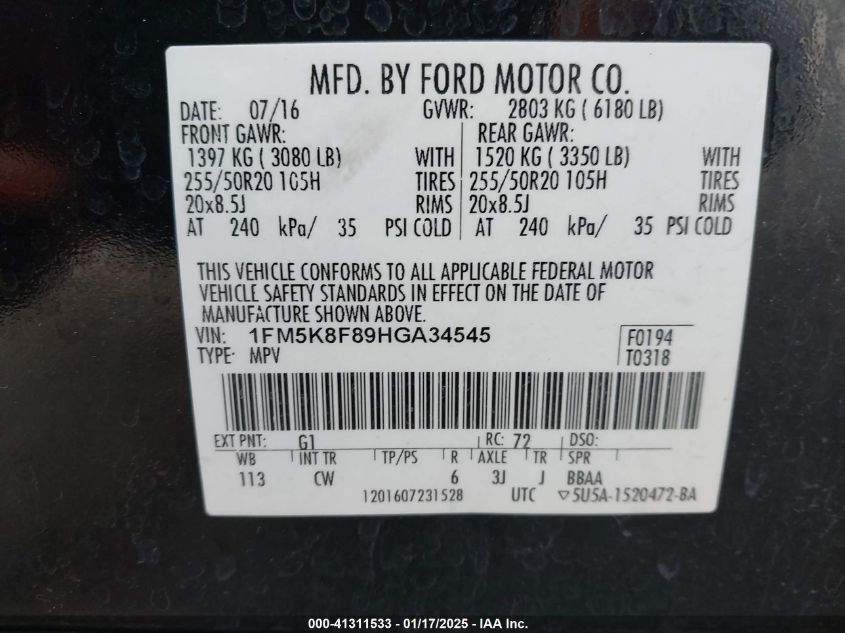 MFD. BY FORD MOTOR CO.
DATE: 07/16 GVWR: 2803 KG ( 6180 LB)
FRONT GAWR: REAR GAWR:
1397 KG ( 3080 LB) WITH 1520 KG ( 3350 LB) WITH
255/50R20 105H TIRES 255/50R20 105H TIRES
20x8.5J RIMS 20x8.5J RIMS
AT 240 kPa/ 35 PSI COLD AT 240 kPa/ 35 PSI COLD
THIS VEHICLE CONFORMS TO ALL APPLICABLE FEDERAL MOTOR
VEHICLE SAFETY STANDARDS IN EFFECT ON THE DATE OF
MANUFACTURE SHOWN ABOVE.
VIN: 1FM5K8F89HGA34545 F0194
TYPE: MPV T0318
EXT PNT: G1 RC: 72 DSO:
WB INT TR TP/PS R AXLE TR SPR
113 CW 6 3J J BBAA
1201607231528 UTC ▽5U5A-1520472-BA
000-41311533 - 01/17/2025 - IAA Inc.